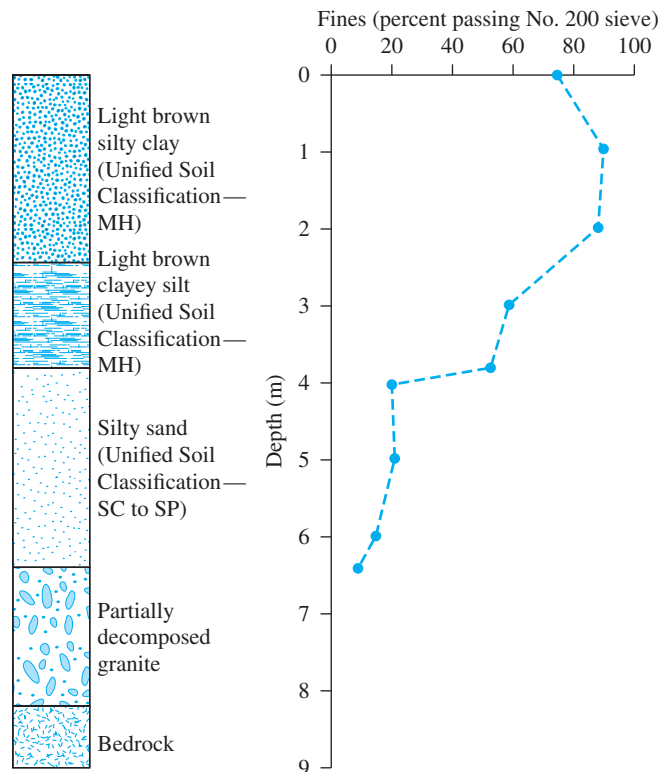 Fines (percent passing No. 200 sieve)
0 20 40 60 80 100
0
1
2
3
4
5
6
7
8
9
Depth (m)
Light brown
silty clay
(Unified Soil
Classification—
MH)
Light brown
clayey silt
(Unified Soil
Classification—
MH)
Silty sand
(Unified Soil
Classification—
SC to SP)
Partially
decomposed
granite
Bedrock